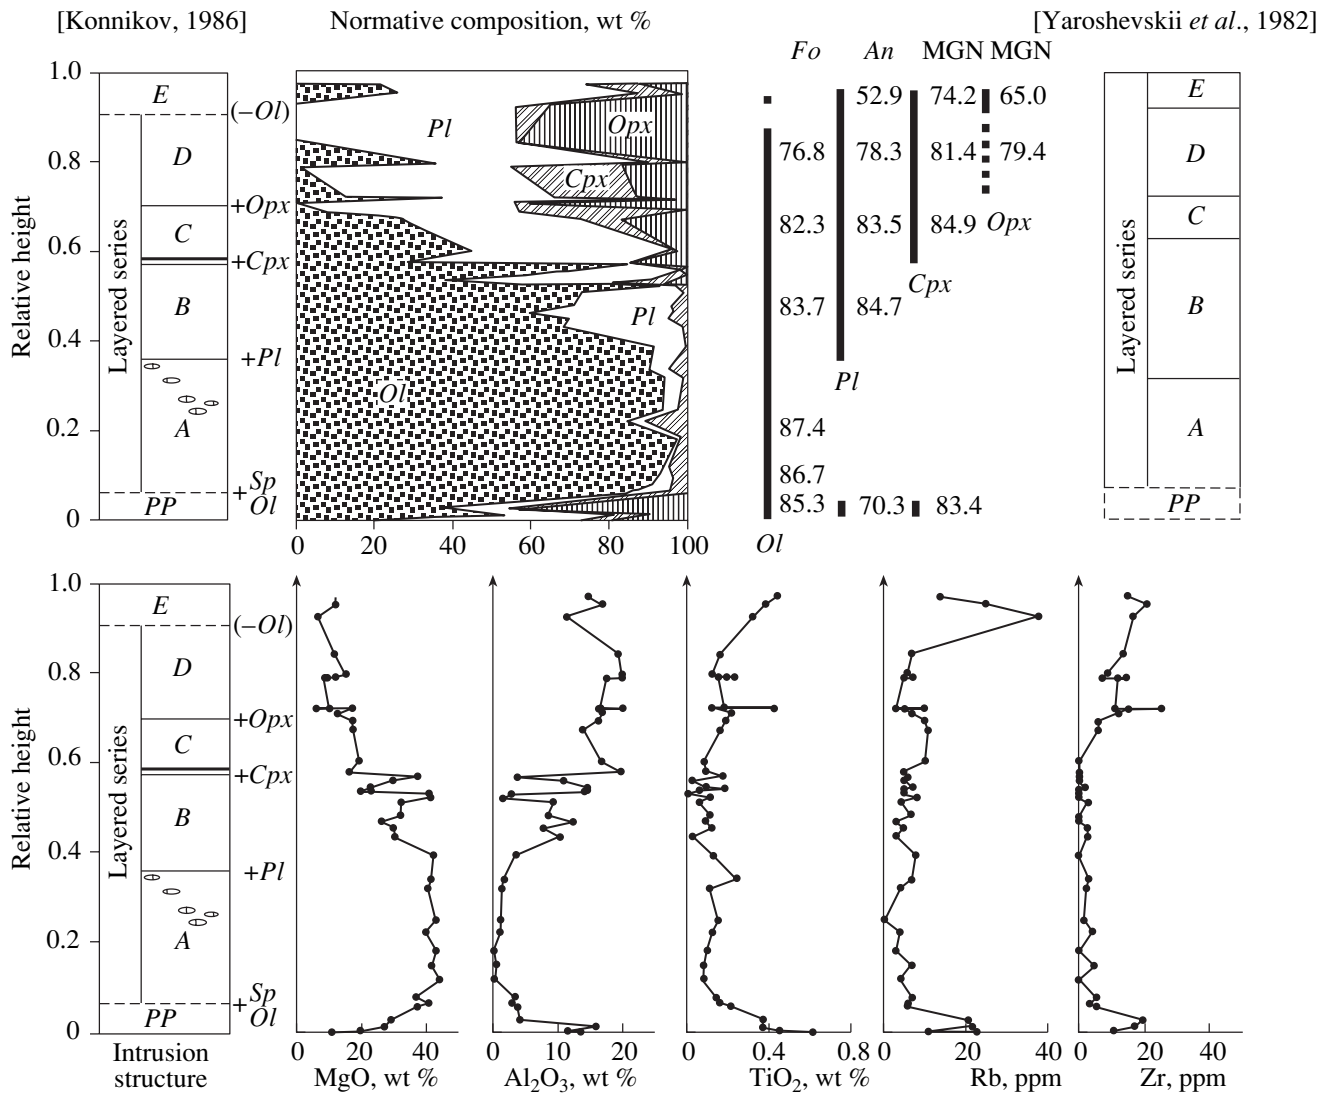 [Konnikov, 1986]
Normative composition, wt %
[Yaroshevskii et al., 1982]
Fo An MGN MGN
Relative height
1.0
0.8
0.6
0.4
0.2
0
Layered series
E
(–Ol)
D
+Opx
C
+Cpx
B
+Pl
A
+Sp
Ol
PP
Pl
Opx
Cpx
Pl
Ol
0 20 40 60 80 100
52.9 74.2 65.0
76.8 78.3 81.4 79.4
82.3 83.5 84.9 Opx
Cpx
83.7 84.7
Pl
87.4
86.7
85.3 70.3 83.4
Ol
Layered series
E
D
C
B
A
PP
Relative height
1.0
0.8
0.6
0.4
0.2
0
Layered series
E
(–Ol)
D
+Opx
C
+Cpx
B
+Pl
A
+Sp
Ol
PP
Intrusion
structure
0 20 40
MgO, wt %
0 10 20
Al2O3, wt %
0 0.4 0.8
TiO2, wt %
0 20 40
Rb, ppm
0 20 40
Zr, ppm